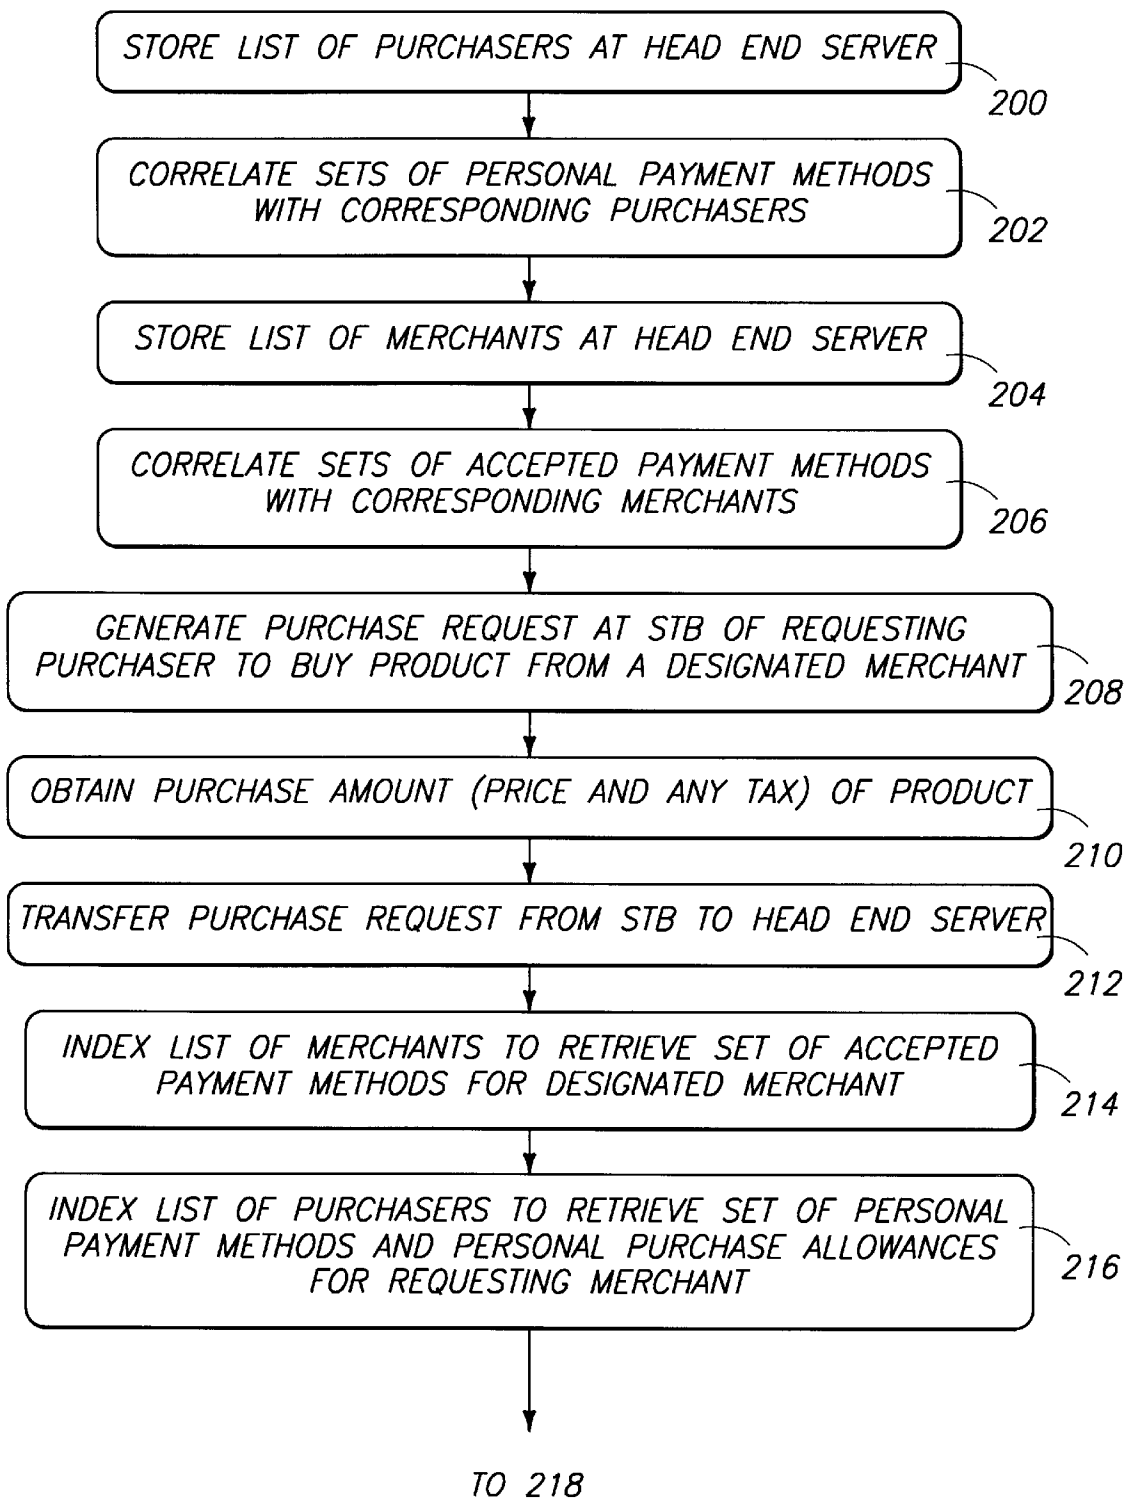 STORE LIST OF PURCHASERS AT HEAD END SERVER
200
CORRELATE SETS OF PERSONAL PAYMENT METHODS
WITH CORRESPONDING PURCHASERS
202
STORE LIST OF MERCHANTS AT HEAD END SERVER
204
CORRELATE SETS OF ACCEPTED PAYMENT METHODS
WITH CORRESPONDING MERCHANTS
206
GENERATE PURCHASE REQUEST AT STB OF REQUESTING
PURCHASER TO BUY PRODUCT FROM A DESIGNATED MERCHANT
208
OBTAIN PURCHASE AMOUNT (PRICE AND ANY TAX) OF PRODUCT
210
TRANSFER PURCHASE REQUEST FROM STB TO HEAD END SERVER
212
INDEX LIST OF MERCHANTS TO RETRIEVE SET OF ACCEPTED
PAYMENT METHODS FOR DESIGNATED MERCHANT
214
INDEX LIST OF PURCHASERS TO RETRIEVE SET OF PERSONAL
PAYMENT METHODS AND PERSONAL PURCHASE ALLOWANCES
FOR REQUESTING MERCHANT
216
TO 218